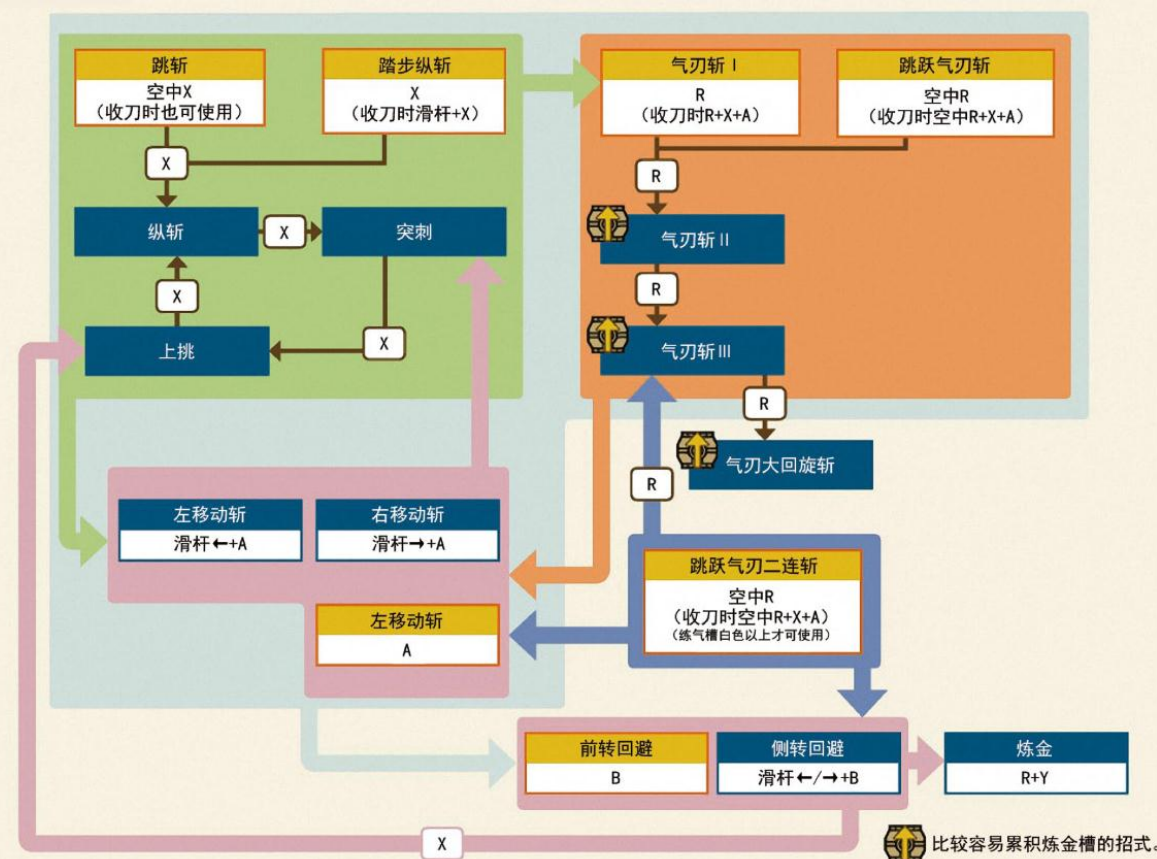 跳斩
空中X
（收刀时也可使用）
踏步纵斩
X
（收刀时滑杆+X）
X
纵斩
X
突刺
X
上挑
X
气刃斩Ⅰ
R
（收刀时R+X+A）
跳跃气刃斩
空中R
（收刀时空中R+X+A）
R
气刃斩Ⅱ
R
气刃斩Ⅲ
R
气刃大回旋斩
R
左移动斩
滑杆←+A
右移动斩
滑杆→+A
左移动斩
A
跳跃气刃二连斩
空中R
（收刀时空中R+X+A）
（练气槽白色以上才可使用）
前转回避
B
侧转回避
滑杆←/→+B
炼金
R+Y
X
比较容易累积炼金槽的招式。